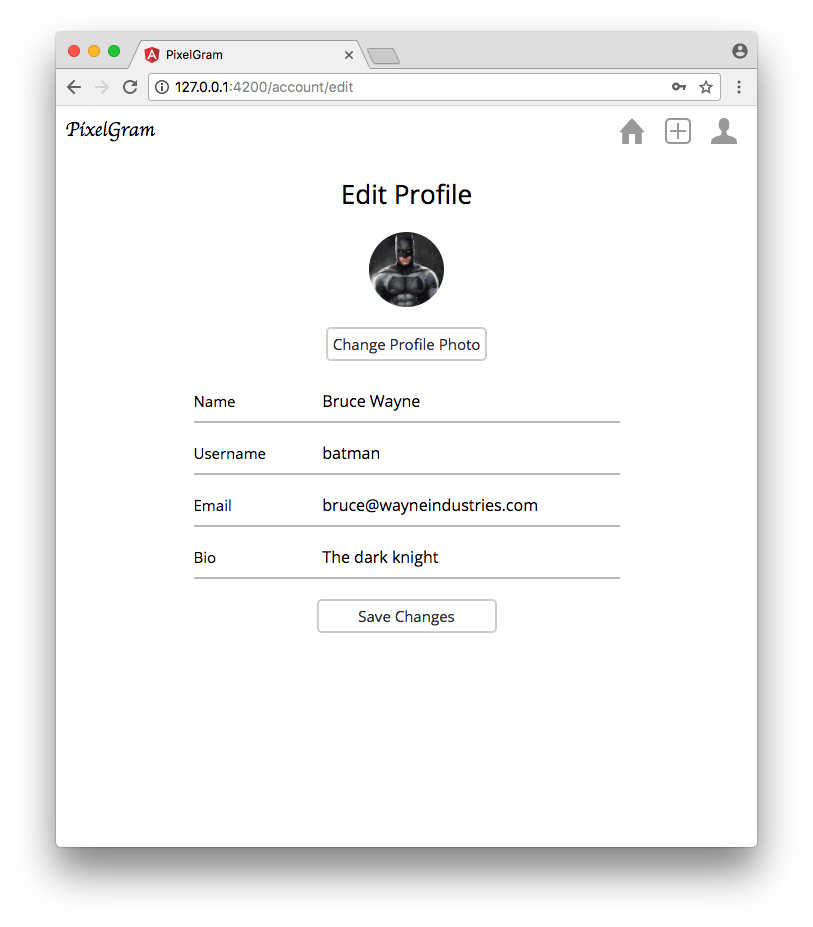 PixelGram
127.0.0.1:4200/account/edit
PixelGram
Edit Profile
Change Profile Photo
Name Bruce Wayne
Username batman
Email bruce@wayneindustries.com
Bio The dark knight
Save Changes